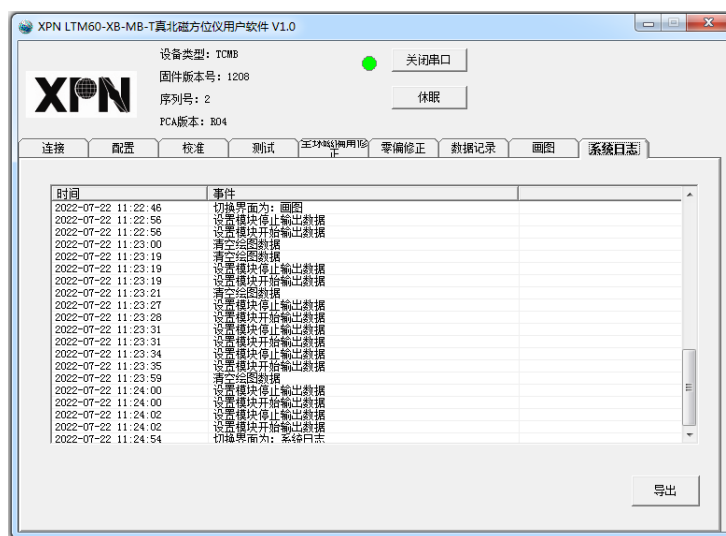 XPN LTM60-XB-MB-T真北磁方位仪用户软件 V1.0
设备类型: TCMB
关闭串口
固件版本号: 1208
XPN
序列号: 2
休眠
PCA版本: R04
连接 配置 校准 测试 零偏修正 数据记录 画图 系统日志
时间 事件
2022-07-22 11:22:46 切换界面为: 画图
2022-07-22 11:22:56 设置模块停止输出数据
2022-07-22 11:22:56 设置模块开始输出数据
2022-07-22 11:23:00 清空绘图数据
2022-07-22 11:23:19 清空绘图数据
2022-07-22 11:23:19 设置模块停止输出数据
2022-07-22 11:23:19 设置模块开始输出数据
2022-07-22 11:23:21 清空绘图数据
2022-07-22 11:23:27 设置模块停止输出数据
2022-07-22 11:23:28 设置模块开始输出数据
2022-07-22 11:23:31 设置模块停止输出数据
2022-07-22 11:23:31 设置模块开始输出数据
2022-07-22 11:23:34 设置模块停止输出数据
2022-07-22 11:23:35 设置模块开始输出数据
2022-07-22 11:23:59 清空绘图数据
2022-07-22 11:24:00 设置模块停止输出数据
2022-07-22 11:24:00 设置模块开始输出数据
2022-07-22 11:24:02 设置模块停止输出数据
2022-07-22 11:24:02 设置模块开始输出数据
2022-07-22 11:24:54 切换界面为: 系统日志
导出